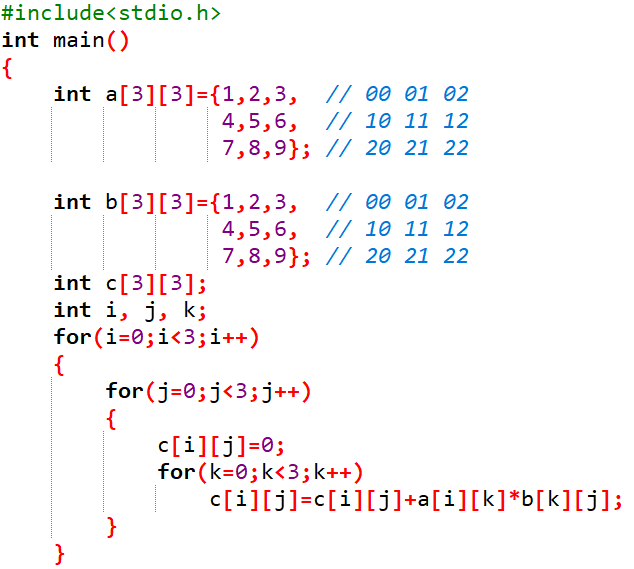 #include<stdio.h>
int main()
{
    int a[3][3]={1,2,3,  // 00 01 02
                 4,5,6,  // 10 11 12
                 7,8,9}; // 20 21 22

    int b[3][3]={1,2,3,  // 00 01 02
                 4,5,6,  // 10 11 12
                 7,8,9}; // 20 21 22
    int c[3][3];
    int i, j, k;
    for(i=0;i<3;i++)
    {
        for(j=0;j<3;j++)
        {
            c[i][j]=0;
            for(k=0;k<3;k++)
                c[i][j]=c[i][j]+a[i][k]*b[k][j];
        }
    }